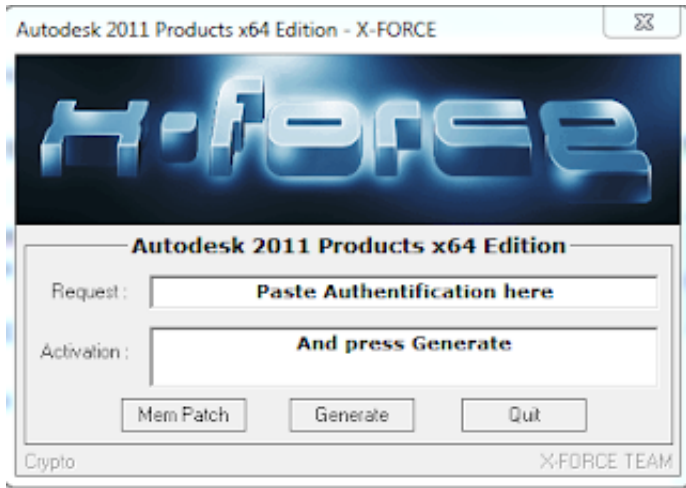 Autodesk 2011 Products x64 Edition - X-FORCE
x-force
Autodesk 2011 Products x64 Edition
Request : Paste Authentification here
Activation : And press Generate
Mem Patch Generate Quit
Crypto X-FORCE TEAM